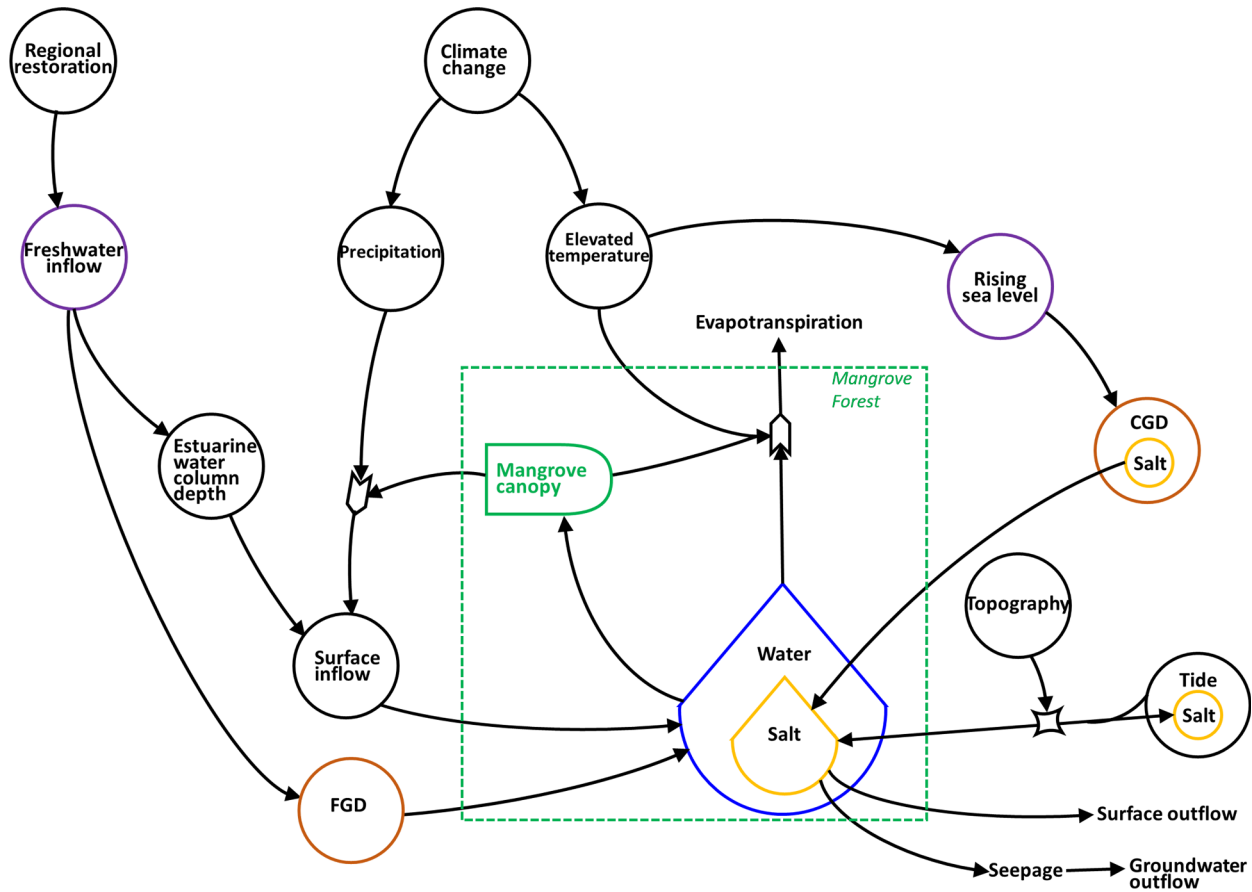 Regional
restoration
Climate
change
Freshwater
inflow
Precipitation
Elevated
temperature
Rising
sea level
Evapotranspiration
Mangrove
Forest
CGD
Salt
Estuarine
water
column
depth
Mangrove
canopy
Topography
Surface
inflow
Water
Salt
Tide
Salt
FGD
Surface outflow
Seepage
Groundwater
outflow